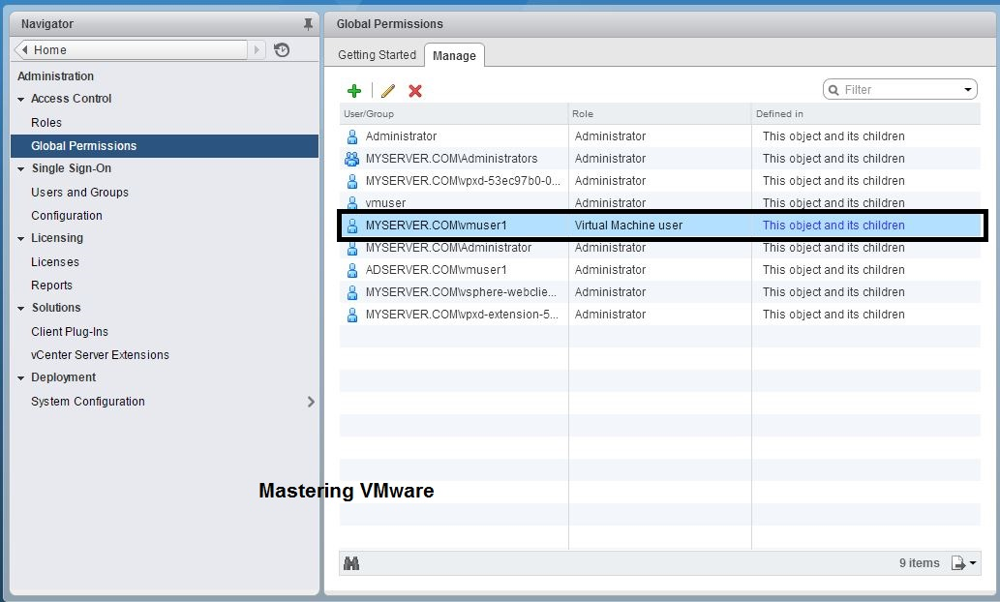 Navigator
Home
Administration
Access Control
Roles
Global Permissions
Single Sign-On
Users and Groups
Configuration
Licensing
Licenses
Reports
Solutions
Client Plug-Ins
vCenter Server Extensions
Deployment
System Configuration
Global Permissions
Getting Started Manage
Filter
User/Group Role Defined in
Administrator Administrator This object and its children
MYSERVER.COM\Administrators Administrator This object and its children
MYSERVER.COM\vpxd-53ec97b0-0... Administrator This object and its children
vmuser Administrator This object and its children
MYSERVER.COM\vmuser1 Virtual Machine user This object and its children
MYSERVER.COM\Administrator Administrator This object and its children
ADSERVER.COM\vmuser1 Administrator This object and its children
MYSERVER.COM\vsphere-webclie... Administrator This object and its children
MYSERVER.COM\vpxd-extension-5... Administrator This object and its children
Mastering VMware
9 items